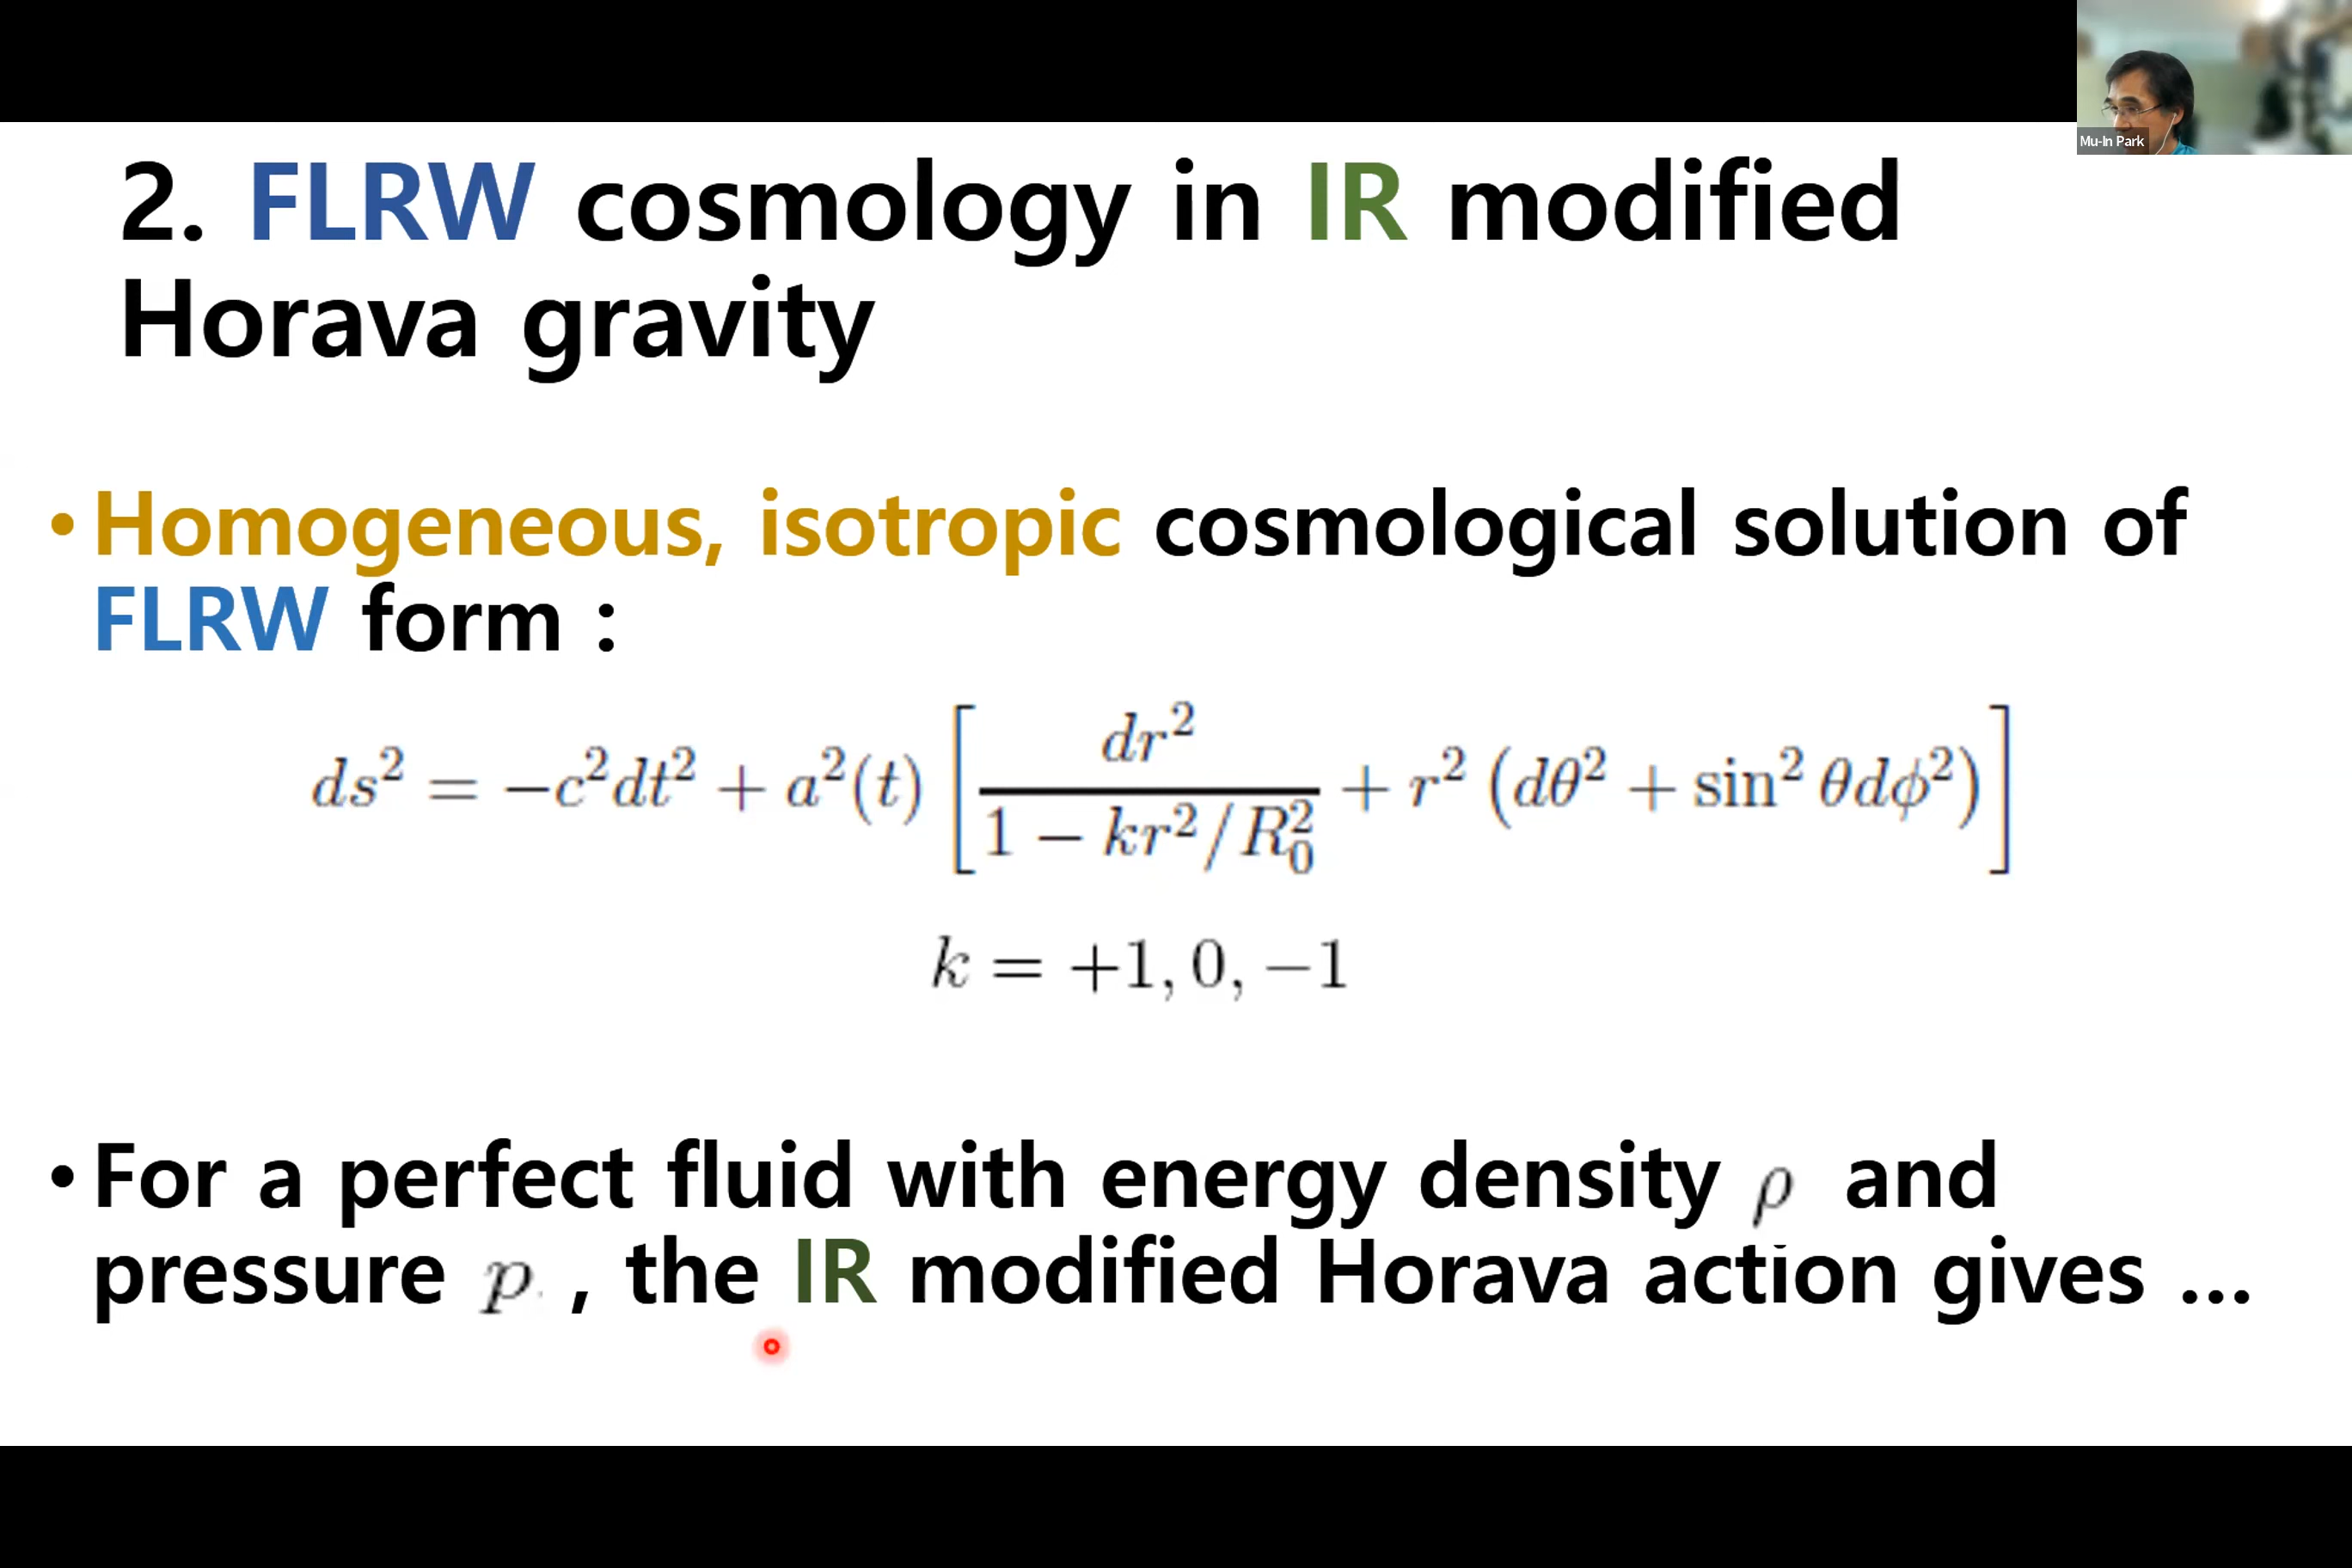 Mu-In Park
2. FLRW cosmology in IR modified
Horava gravity
• Homogeneous, isotropic cosmological solution of
FLRW form :
ds² = −c²dt² + a²(t) [ dr² / (1 − kr²/R₀²) + r² (dθ² + sin² θdϕ²) ]
k = +1, 0, −1
• For a perfect fluid with energy density ρ and
pressure p , the IR modified Horava action gives ...